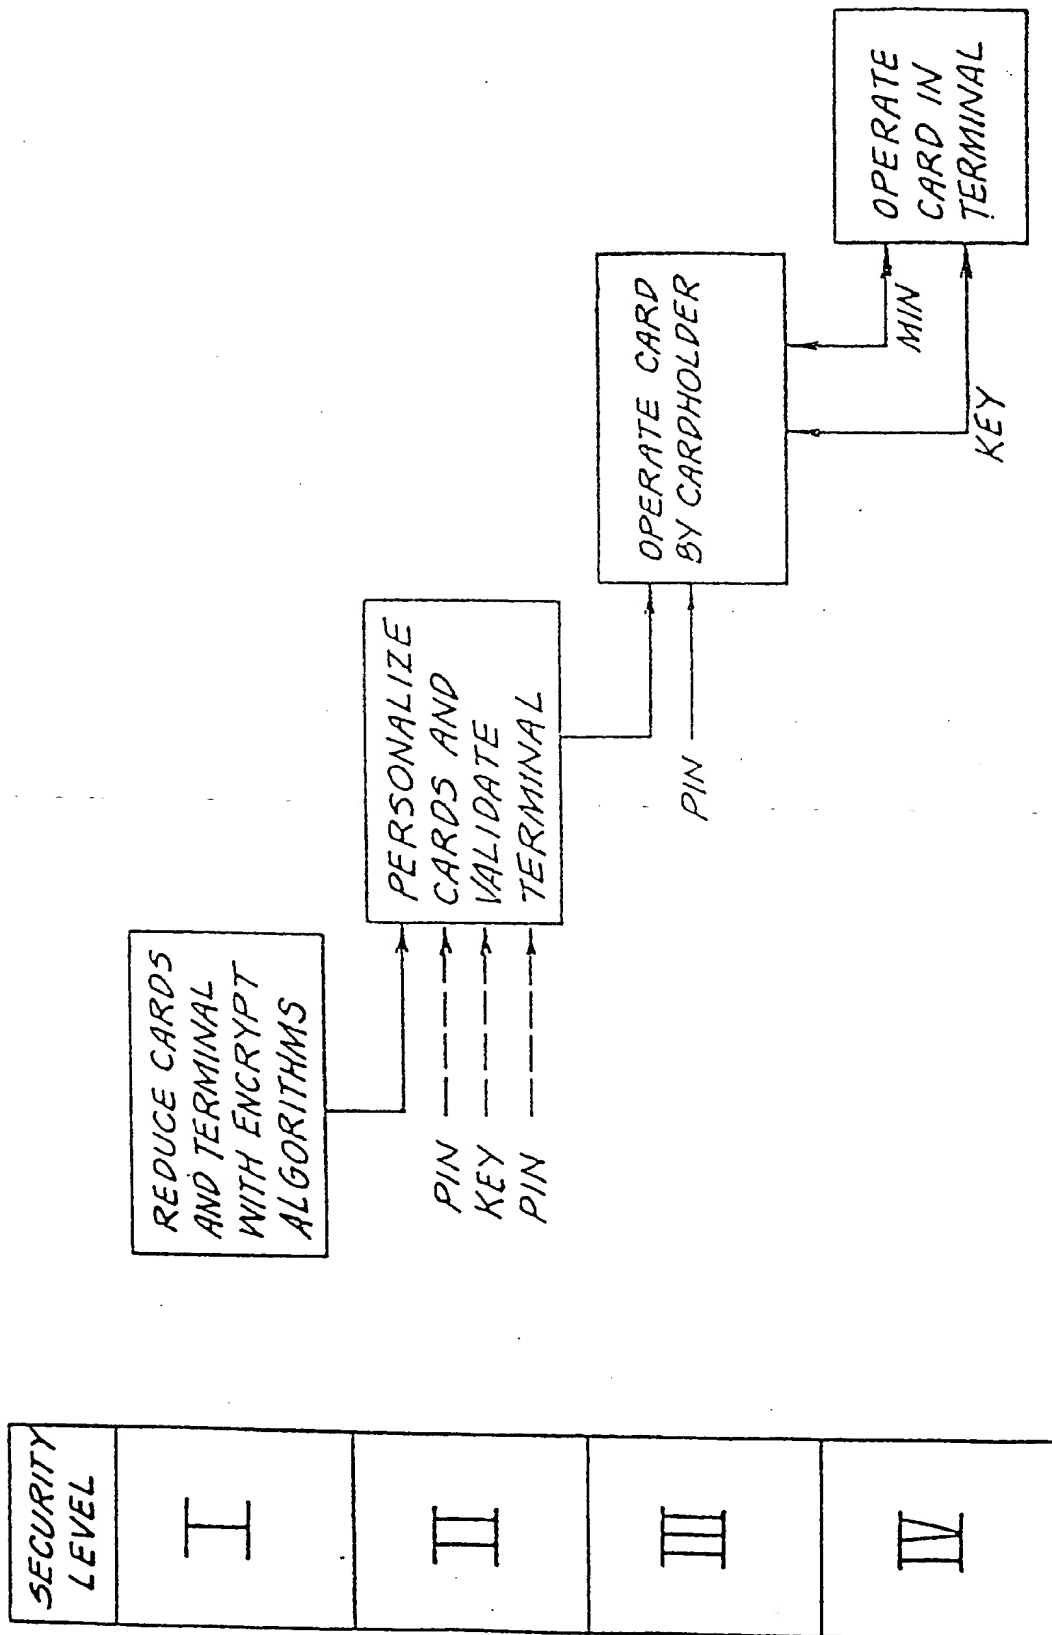 SECURITY
LEVEL
I
REDUCE CARDS
AND TERMINAL
WITH ENCRYPT
ALGORITHMS
II
PIN
KEY
PIN
PERSONALIZE
CARDS AND
VALIDATE
TERMINAL
III
PIN
OPERATE CARD
BY CARDHOLDER
IV
MIN
KEY
OPERATE
CARD IN
TERMINAL